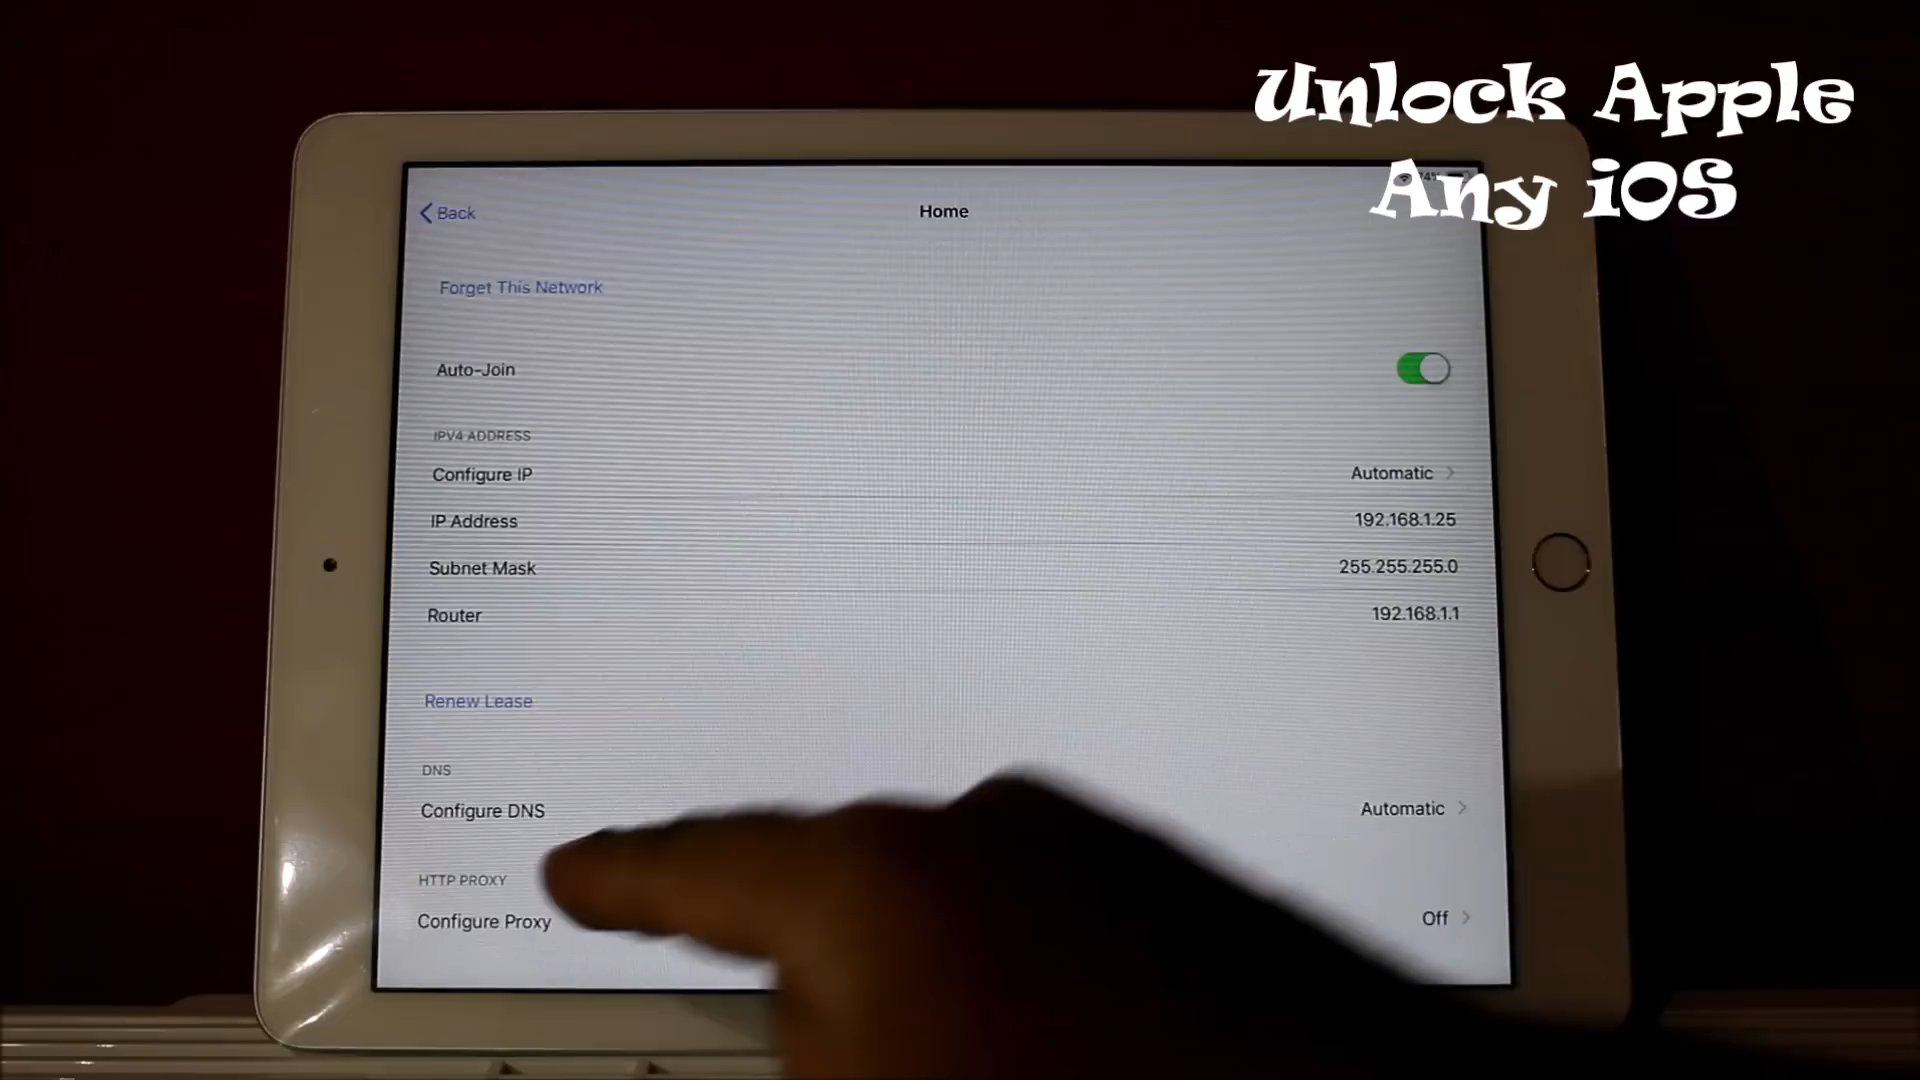 Unlock Apple
Any iOS
74%
Back
Home
Forget This Network
Auto-Join
IPV4 ADDRESS
Configure IP
Automatic
IP Address
192.168.1.25
Subnet Mask
255.255.255.0
Router
192.168.1.1
Renew Lease
DNS
Configure DNS
Automatic
HTTP PROXY
Configure Proxy
Off